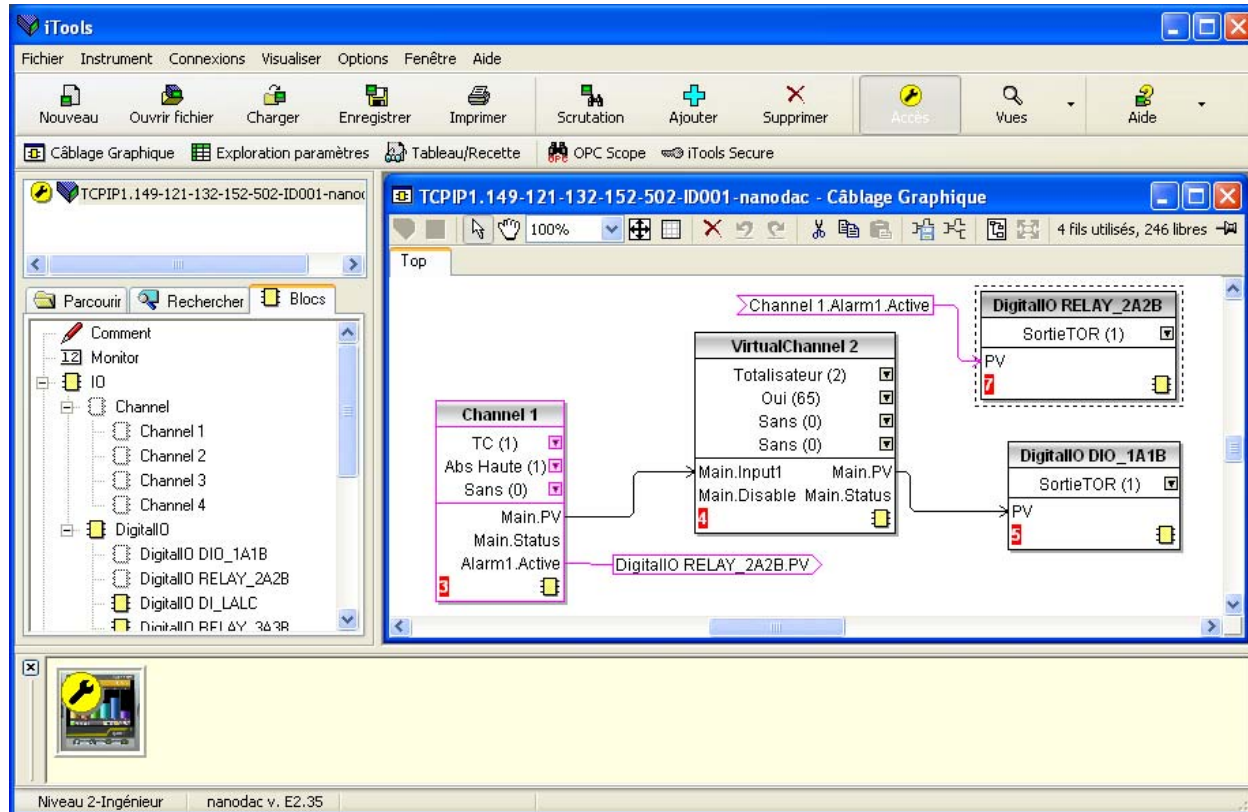 iTools
Fichier Instrument Connexions Visualiser Options Fenêtre Aide
Nouveau Ouvrir fichier Charger Enregistrer Imprimer Scrutation Ajouter Supprimer Accès Vues Aide
Câblage Graphique Exploration paramètres Tableau/Recette OPC Scope iTools Secure
TCPIP1.149-121-132-152-502-ID001-nanod
Parcourir Rechercher Blocs
Comment
12 Monitor
IO
Channel
Channel 1
Channel 2
Channel 3
Channel 4
DigitalIO
DigitalIO DIO_1A1B
DigitalIO RELAY_2A2B
DigitalIO DI_LALC
DigitalIO RELAY_3A3B
TCPIP1.149-121-132-152-502-ID001-nanodac - Câblage Graphique
100% 4 fils utilisés, 246 libres
Top
Channel 1.Alarm1.Active
DigitalIO RELAY_2A2B
SortieTOR (1)
PV
7
VirtualChannel 2
Totalisateur (2)
Oui (65)
Sans (0)
Sans (0)
Main.Input1 Main.PV
Main.Disable Main.Status
4
Channel 1
TC (1)
Abs Haute (1)
Sans (0)
Main.PV
Main.Status
Alarm1.Active
3
DigitalIO RELAY_2A2B.PV
DigitalIO DIO_1A1B
SortieTOR (1)
PV
5
Niveau 2-Ingénieur nanodac v. E2.35